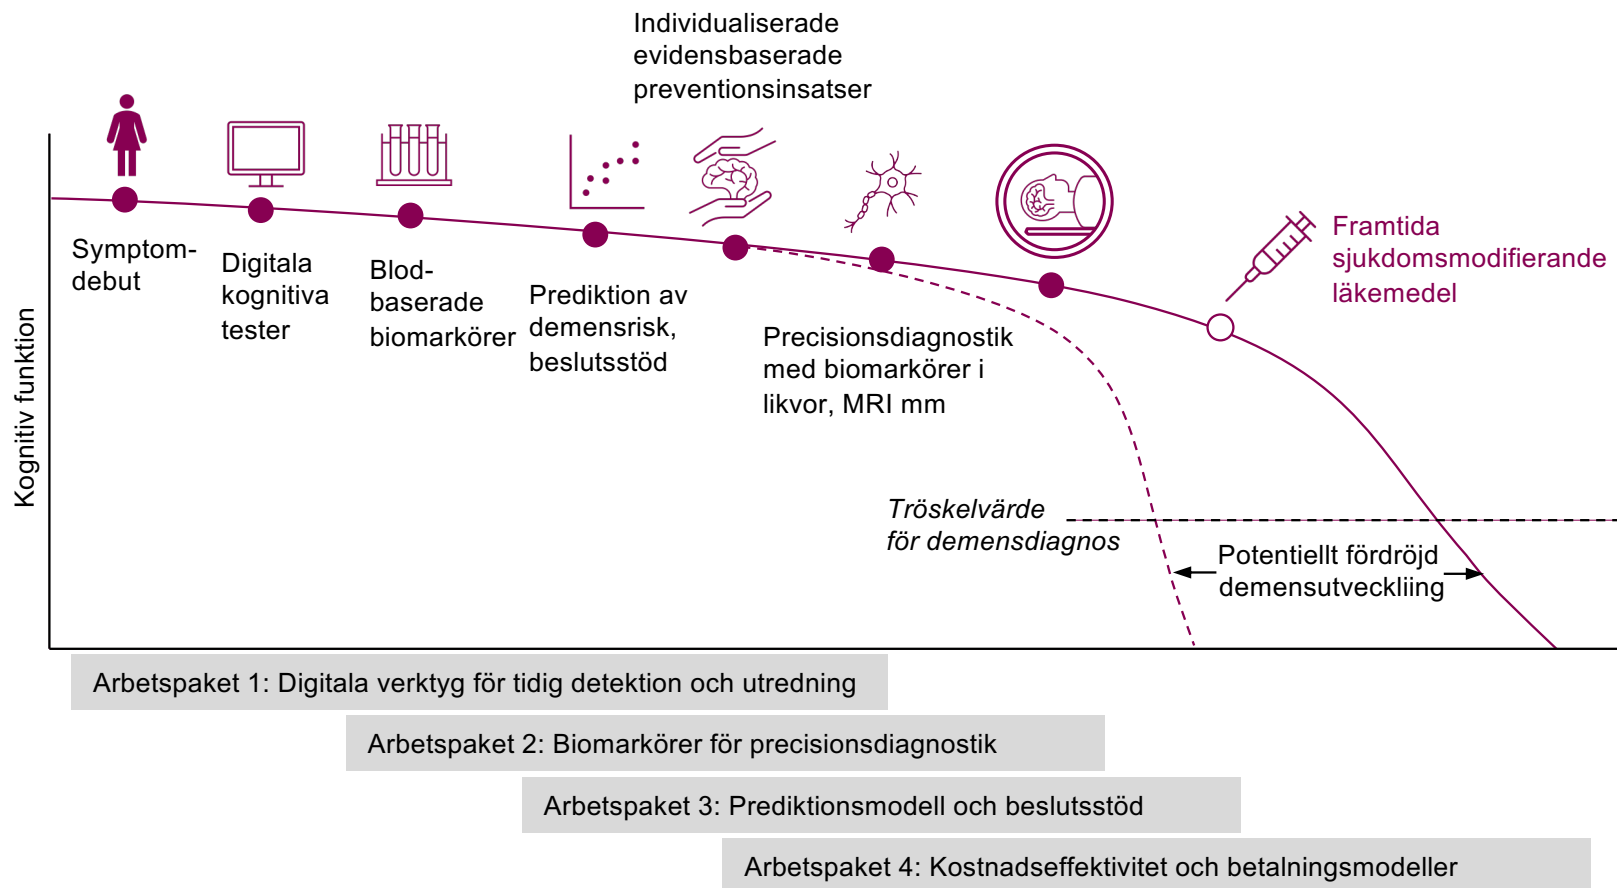 Individualiserade
evidensbaserade
preventionsinsatser
Kognitiv funktion
Symptom-
debut
Digitala
kognitiva
tester
Blod-
baserade
biomarkörer
Prediktion av
demensrisk,
beslutsstöd
Precisionsdiagnostik
med biomarkörer i
likvor, MRI mm
Framtida
sjukdomsmodifierande
läkemedel
Tröskelvärde
för demensdiagnos
Potentiellt fördröjd
demensutveckliing
Arbetspaket 1: Digitala verktyg för tidig detektion och utredning
Arbetspaket 2: Biomarkörer för precisionsdiagnostik
Arbetspaket 3: Prediktionsmodell och beslutsstöd
Arbetspaket 4: Kostnadseffektivitet och betalningsmodeller